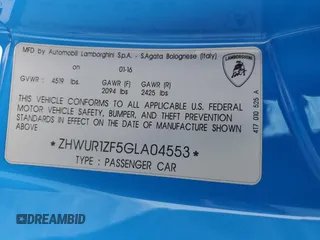 MFD by Automobili Lamborghini S.p.A. - S.Agata Bolognese (Italy)
on
01-16
GVWR : 4519 lbs. GAWR (F) GAWR (R)
2094 lbs 2425 lbs.
THIS VEHICLE CONFORMS TO ALL APPLICABLE U.S. FEDERAL
MOTOR VEHICLE SAFETY, BUMPER, AND THEFT PREVENTION
STANDARDS IN EFFECT ON THE DATE OF MANUFACTURE SHOWN
ABOVE
*ZHWUR1ZF5GLA04553*
TYPE : PASSENGER CAR
LAMBORGHINI
417 010 525 A
DREAMBID